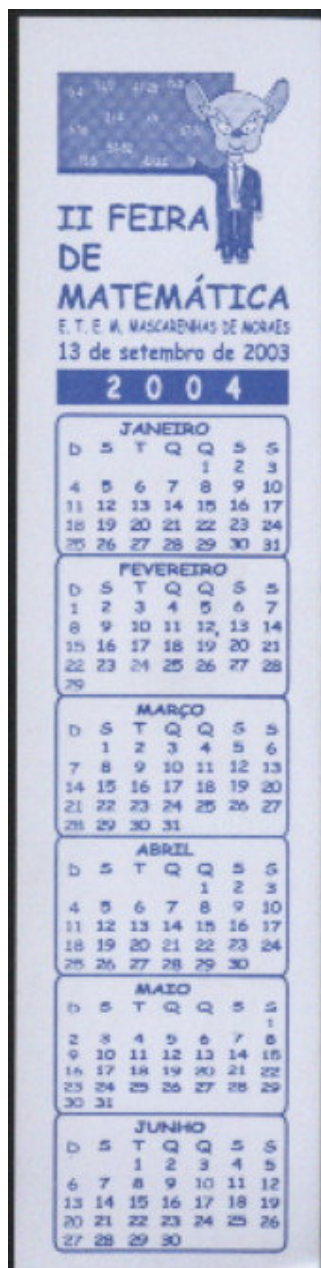 II FEIRA
DE
MATEMÁTICA
E. T. E. M. MASCARENHAS DE MORAES
13 de setembro de 2003
2 0 0 4
JANEIRO
D S T Q Q S S
1 2 3
4 5 6 7 8 9 10
11 12 13 14 15 16 17
18 19 20 21 22 23 24
25 26 27 28 29 30 31
FEVEREIRO
D S T Q Q S S
1 2 3 4 5 6 7
8 9 10 11 12 13 14
15 16 17 18 19 20 21
22 23 24 25 26 27 28
29
MARÇO
D S T Q Q S S
1 2 3 4 5 6
7 8 9 10 11 12 13
14 15 16 17 18 19 20
21 22 23 24 25 26 27
28 29 30 31
ABRIL
D S T Q Q S S
1 2 3
4 5 6 7 8 9 10
11 12 13 14 15 16 17
18 19 20 21 22 23 24
25 26 27 28 29 30
MAIO
D S T Q Q S S
1
2 3 4 5 6 7 8
9 10 11 12 13 14 15
16 17 18 19 20 21 22
23 24 25 26 27 28 29
30 31
JUNHO
D S T Q Q S S
1 2 3 4 5
6 7 8 9 10 11 12
13 14 15 16 17 18 19
20 21 22 23 24 25 26
27 28 29 30